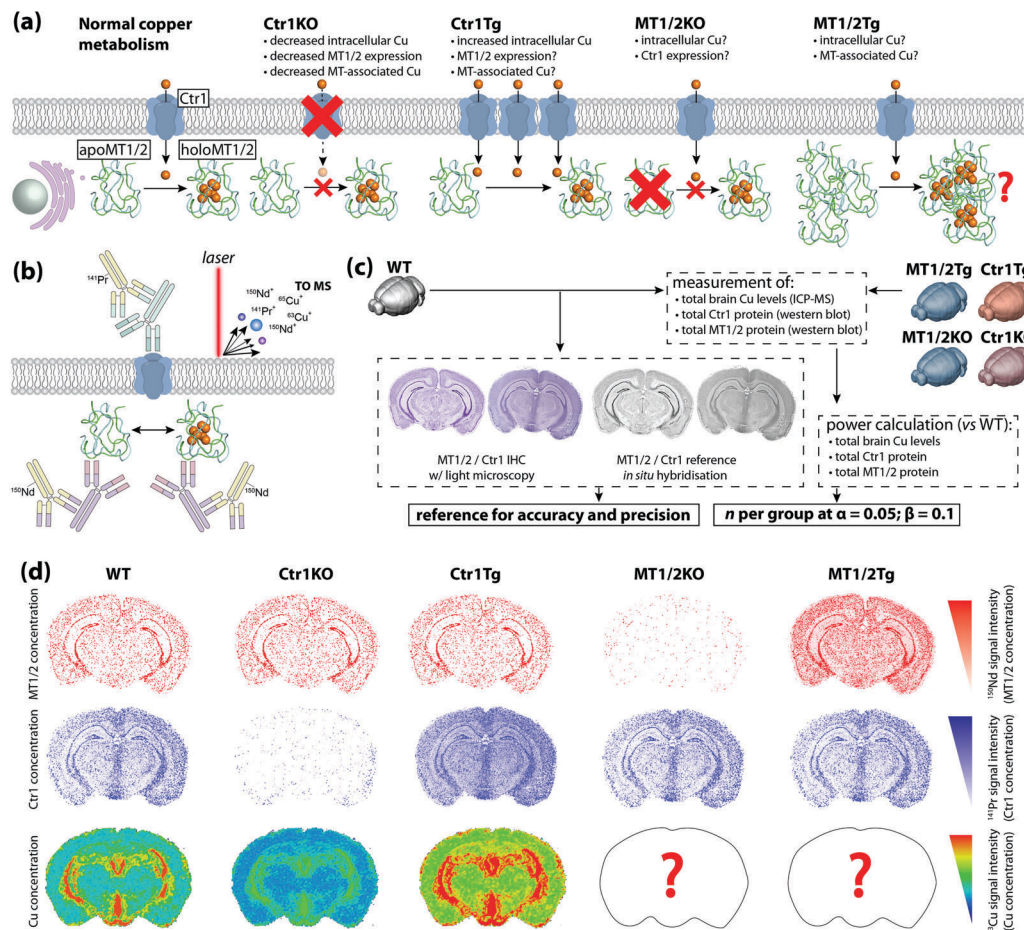 (a)
Normal copper
metabolism
Ctr1KO
• decreased intracellular Cu
• decreased MT1/2 expression
• decreased MT-associated Cu
Ctr1Tg
• increased intracellular Cu
• MT1/2 expression?
• MT-associated Cu?
MT1/2KO
• intracellular Cu?
• Ctr1 expression?
MT1/2Tg
• intracellular Cu?
• MT-associated Cu?
Ctr1
apoMT1/2
holoMT1/2
?
(b)
laser
TO MS
¹⁴¹Pr
¹⁵⁰Nd⁺
⁶⁵Cu⁺
¹⁴¹Pr⁺
⁶³Cu⁺
¹⁵⁰Nd⁺
¹⁵⁰Nd
¹⁵⁰Nd
(c)
WT
measurement of:
• total brain Cu levels (ICP-MS)
• total Ctr1 protein (western blot)
• total MT1/2 protein (western blot)
MT1/2Tg
Ctr1Tg
MT1/2KO
Ctr1KO
MT1/2 / Ctr1 IHC
w/ light microscopy
MT1/2 / Ctr1 reference
in situ hybridisation
power calculation (vs WT):
• total brain Cu levels
• total Ctr1 protein
• total MT1/2 protein
reference for accuracy and precision
n per group at α = 0.05; β = 0.1
(d)
WT
Ctr1KO
Ctr1Tg
MT1/2KO
MT1/2Tg
MT1/2 concentration
¹⁵⁰Nd signal intensity
(MT1/2 concentration)
Ctr1 concentration
¹⁴¹Pr signal intensity
(Ctr1 concentration)
Cu concentration
?
?
³Cu signal intensity
(Cu concentration)